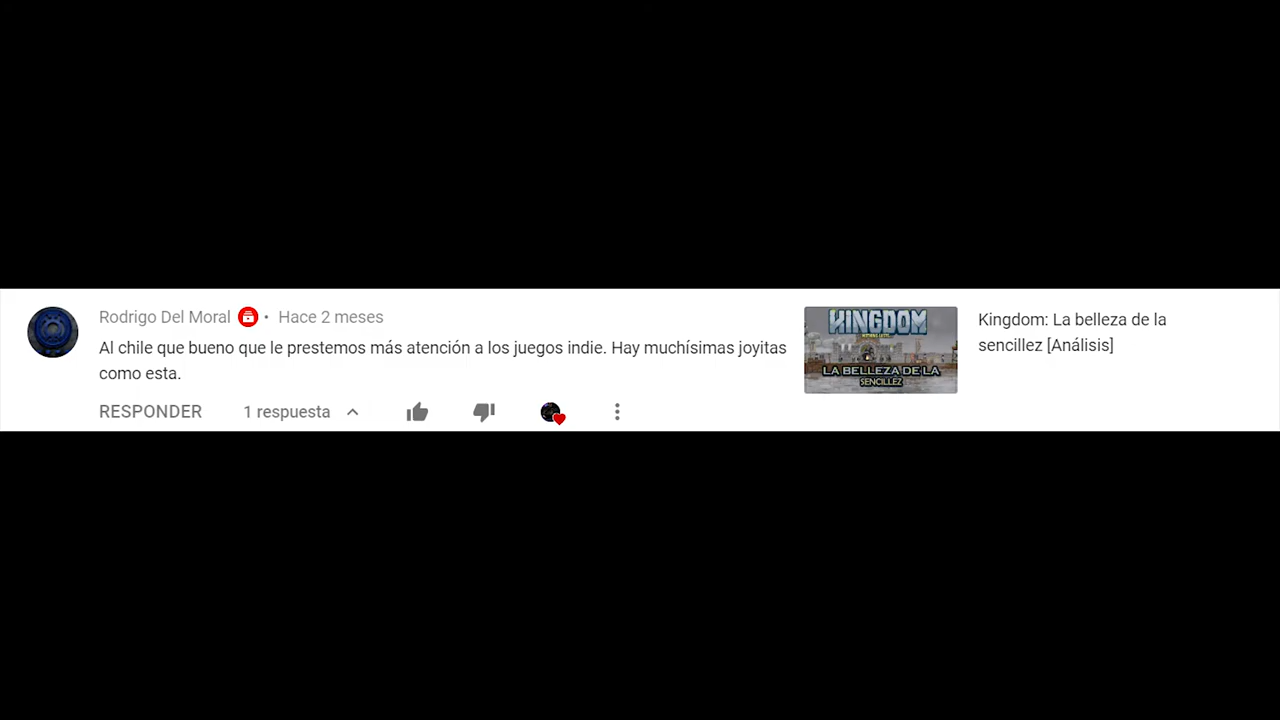 Rodrigo Del Moral • Hace 2 meses
Al chile que bueno que le prestemos más atención a los juegos indie. Hay muchísimas joyitas
como esta.
RESPONDER 1 respuesta
KINGDOM
LA BELLEZA DE LA
SENCILLEZ
Kingdom: La belleza de la
sencillez [Análisis]